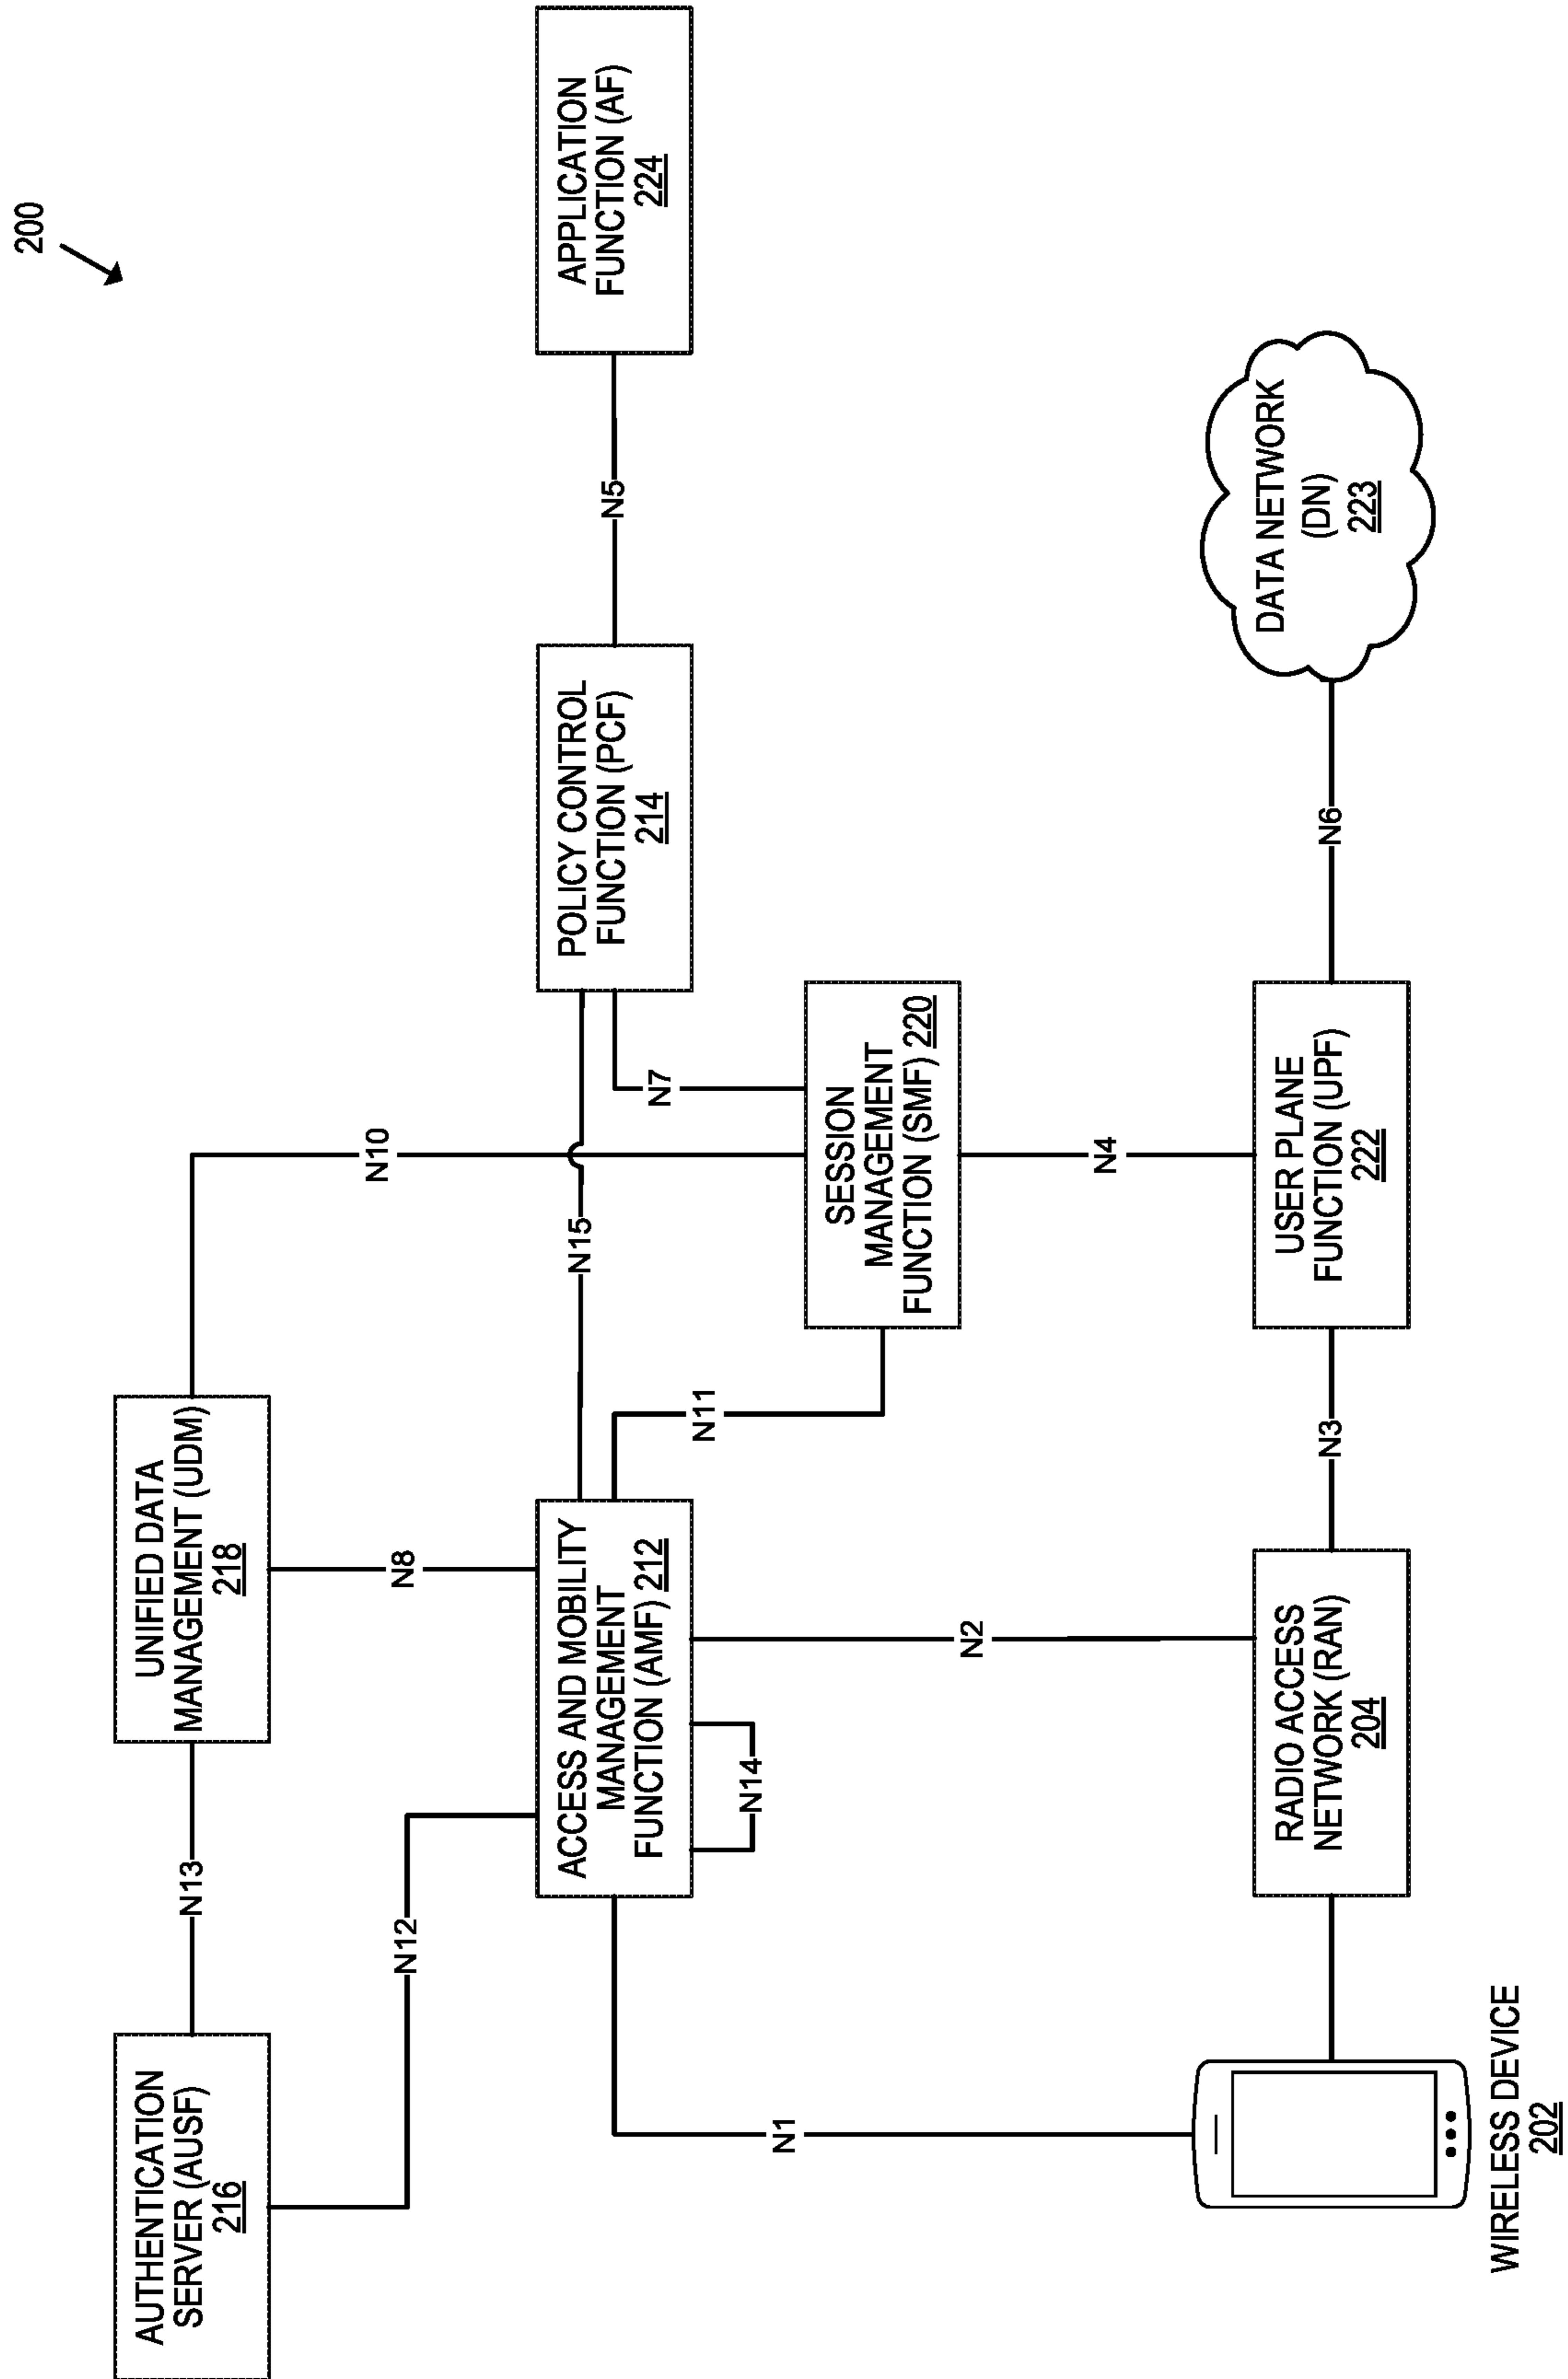 200
AUTHENTICATION
SERVER (AUSF)
216
N13
UNIFIED DATA
MANAGEMENT (UDM)
218
N10
N12
N8
N15
ACCESS AND MOBILITY
MANAGEMENT
FUNCTION (AMF) 212
POLICY CONTROL
FUNCTION (PCF)
214
N5
APPLICATION
FUNCTION (AF)
224
N7
N11
N14
N1
N2
SESSION
MANAGEMENT
FUNCTION (SMF) 220
N4
WIRELESS DEVICE
202
RADIO ACCESS
NETWORK (RAN)
204
N3
USER PLANE
FUNCTION (UPF)
222
N6
DATA NETWORK
(DN)
223